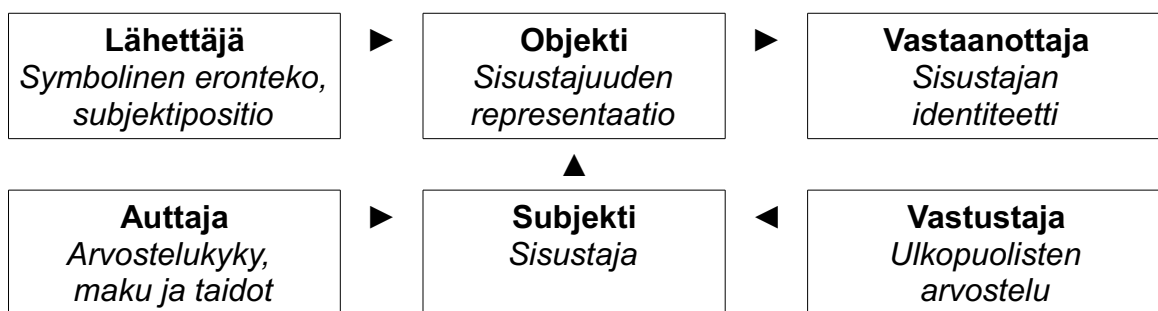 Lähettäjä
Symbolinen eronteko,
subjektipositio
►
Objekti
Sisustajuuden
representaatio
►
Vastaanottaja
Sisustajan
identiteetti
▲
Auttaja
Arvostelukyky,
maku ja taidot
►
Subjekti
Sisustaja
◄
Vastustaja
Ulkopuolisten
arvostelu